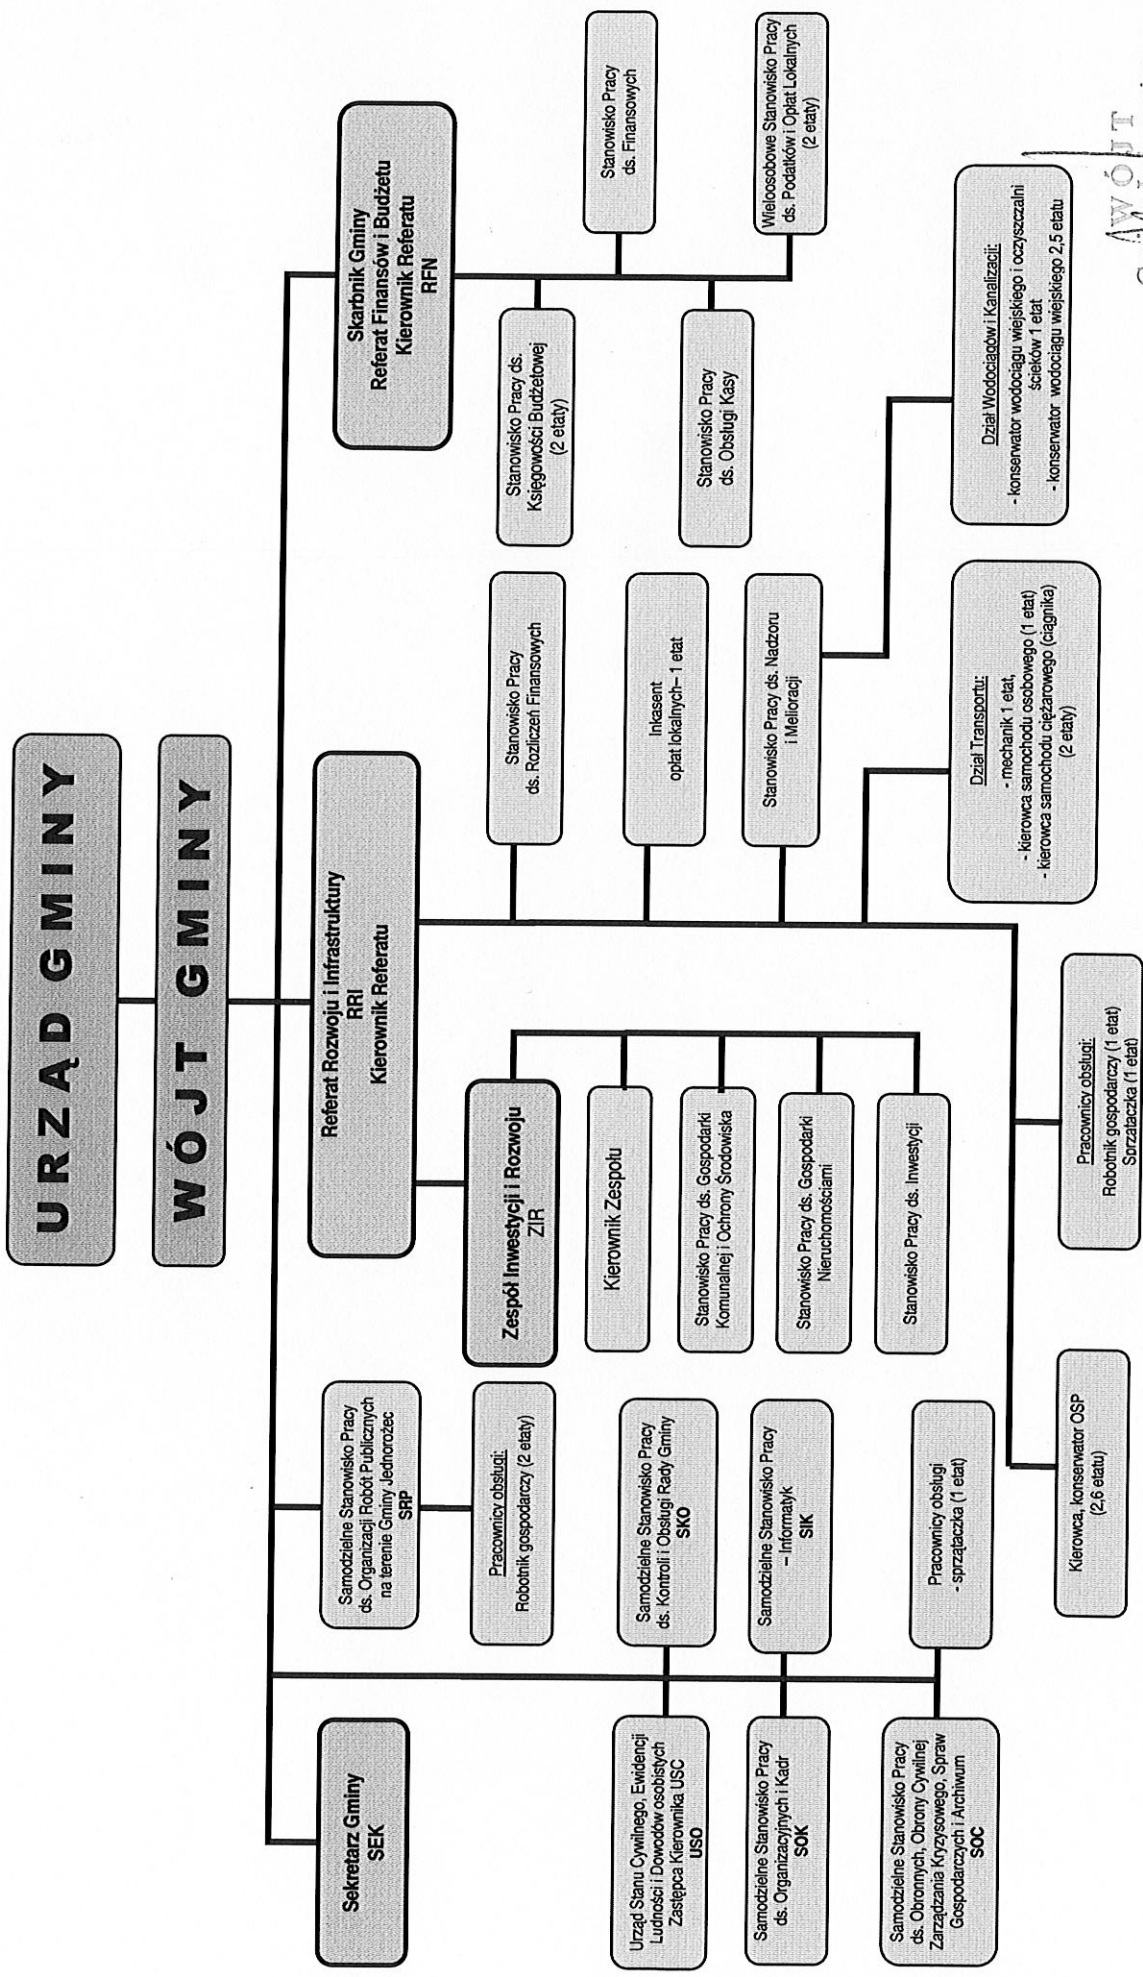 URZĄD GMINY
WÓJT GMINY
Sekretarz Gminy
SEK
Samodzielne Stanowisko Pracy
ds. Organizacji Robót Publicznych
na terenie Gminy Jednorożec
SRP
Pracownicy obsługi:
Robotnik gospodarczy (2 etaty)
Urząd Stanu Cywilnego, Ewidencji
Ludności i Dowodów osobistych
Zastępca Kierownika USC
USO
Samodzielne Stanowisko Pracy
ds. Kontroli i Obsługi Rady Gminy
SKO
Samodzielne Stanowisko Pracy
ds. Organizacyjnych i Kadr
SOK
Samodzielne Stanowisko Pracy
– Informatyk
SIK
Samodzielne Stanowisko Pracy
ds. Obronnych, Obrony Cywilnej
Zarządzania Kryzysowego, Spraw
Gospodarczych i Archiwum
SOC
Pracownicy obsługi
- sprzątaczka (1 etat)
Referat Rozwoju i Infrastruktury
RRI
Kierownik Referatu
Zespół Inwestycji i Rozwoju
ZIR
Kierownik Zespołu
Stanowisko Pracy ds. Gospodarki
Komunalnej i Ochrony Środowiska
Stanowisko Pracy ds. Gospodarki
Nieruchomościami
Stanowisko Pracy ds. Inwestycji
Stanowisko Pracy
ds. Rozliczeń Finansowych
Inkasent
opłat lokalnych– 1 etat
Stanowisko Pracy ds. Nadzoru
i Melioracji
Kierowca, konserwator OSP
(2,6 etatu)
Pracownicy obsługi:
Robotnik gospodarczy (1 etat)
Sprzataczka (1 etat)
Dział Transportu:
- mechanik 1 etat,
- kierowca samochodu osobowego (1 etat)
- kierowca samochodu ciężarowego (ciągnika)
(2 etaty)
Dział Wodociągów i Kanalizacji:
- konserwator wodociągu wiejskiego i oczyszczalni
ścieków 1 etat
- konserwator wodociągu wiejskiego 2,5 etatu
Skarbnik Gminy
Referat Finansów i Budżetu
Kierownik Referatu
RFN
Stanowisko Pracy ds.
Księgowości Budżetowej
(2 etaty)
Stanowisko Pracy
ds. Finansowych
Stanowisko Pracy
ds. Obsługi Kasy
Wieloosobowe Stanowisko Pracy
ds. Podatków i Opłat Lokalnych
(2 etaty)
WÓJT